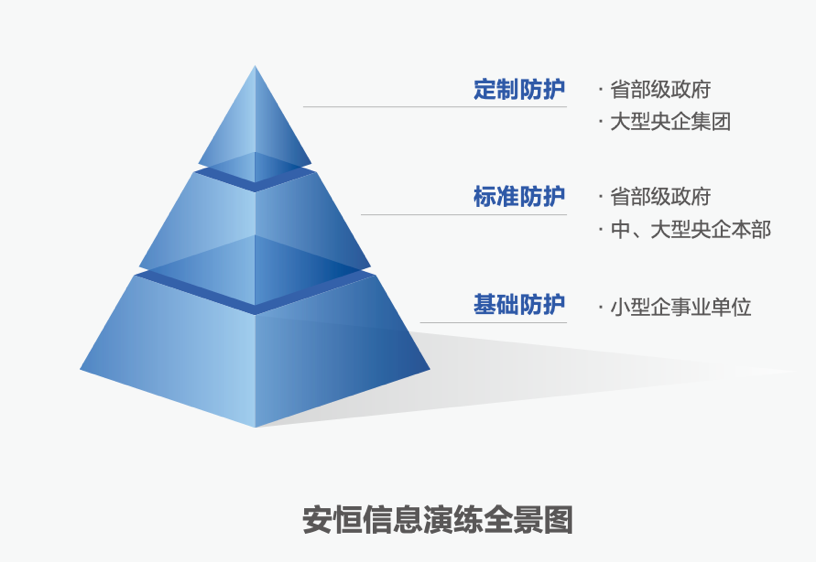 定制防护
· 省部级政府
· 大型央企集团
标准防护
· 省部级政府
· 中、大型央企本部
基础防护
· 小型企事业单位
安恒信息演练全景图